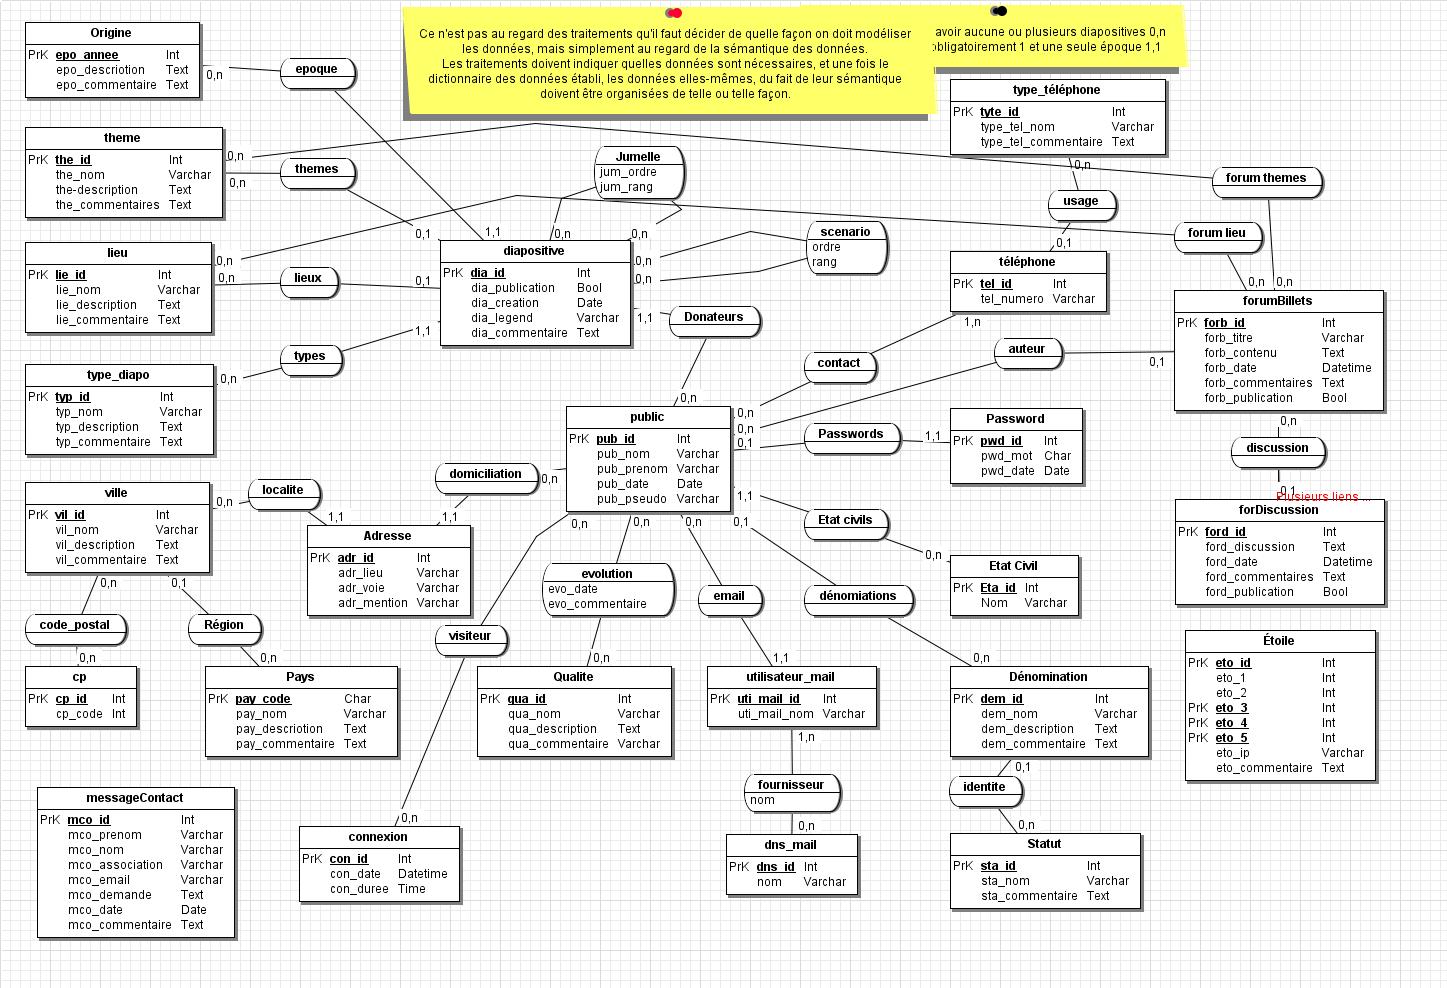 Origine
PrK epo_annee Int
epo_descriotion Text
epo_commentaire Text
0,n
epoque
Ce n'est pas au regard des traitements qu'il faut décider de quelle façon on doit modéliser
les données, mais simplement au regard de la sémantique des données.
Les traitements doivent indiquer quelles données sont nécessaires, et une fois le
dictionnaire des données établi, les données elles-mêmes, du fait de leur sémantique
doivent être organisées de telle ou telle façon.
avoir aucune ou plusieurs diapositives 0,n
obligatoirement 1 et une seule époque 1,1
type_téléphone
PrK tyte_id Int
type_tel_nom Varchar
type_tel_commentaire Text
0,n
theme
PrK the_id Int
the_nom Varchar
the-description Text
the_commentaires Text
0,n
0,n
themes
0,1
1,1
Jumelle
jum_ordre
jum_rang
0,n
0,n
forum themes
usage
0,1
forum lieu
0,n
0,n
scenario
ordre
rang
0,n
0,n
lieu
PrK lie_id Int
lie_nom Varchar
lie_description Text
lie_commentaire Text
0,n
0,n
lieux
0,1
diapositive
PrK dia_id Int
dia_publication Bool
dia_creation Date
dia_legend Varchar
dia_commentaire Text
1,1
Donateurs
0,n
téléphone
PrK tel_id Int
tel_numero Varchar
1,n
forumBillets
PrK forb_id Int
forb_titre Varchar
forb_contenu Text
forb_date Datetime
forb_commentaires Text
forb_publication Bool
auteur
0,1
contact
types
1,1
0,n
type_diapo
PrK typ_id Int
typ_nom Varchar
typ_description Text
typ_commentaire Text
public
PrK pub_id Int
pub_nom Varchar
pub_prenom Varchar
pub_date Date
pub_pseudo Varchar
0,n
0,n
0,1
Passwords
1,1
Password
PrK pwd_id Int
pwd_mot Char
pwd_date Date
0,n
discussion
0,1
Plusieurs liens ...
forDiscussion
PrK ford_id Int
ford_discussion Text
ford_date Datetime
ford_commentaires Text
ford_publication Bool
ville
PrK vil_id Int
vil_nom Varchar
vil_description Text
vil_commentaire Text
0,n
localite
1,1
domiciliation
0,n
1,1
Adresse
PrK adr_id Int
adr_lieu Varchar
adr_voie Varchar
adr_mention Varchar
1,1
Etat civils
0,n
Etat Civil
PrK Eta_id Int
Nom Varchar
0,n
0,n
0,n
0,1
0,n
0,1
code_postal
0,n
Région
0,n
visiteur
evolution
evo_date
evo_commentaire
0,n
email
1,1
dénomiations
0,n
cp
PrK cp_id Int
cp_code Int
Pays
PrK pay_code Char
pay_nom Varchar
pay_descriotion Text
pay_commentaire Text
Qualite
PrK qua_id Int
qua_nom Varchar
qua_description Text
qua_commentaire Varchar
utilisateur_mail
PrK uti_mail_id Int
uti_mail_nom Varchar
1,n
Dénomination
PrK dem_id Int
dem_nom Varchar
dem_description Text
dem_commentaire Text
0,1
Étoile
PrK eto_id Int
eto_1 Int
eto_2 Int
PrK eto_3 Int
PrK eto_4 Int
PrK eto_5 Int
eto_ip Varchar
eto_commentaire Text
fournisseur
nom
0,n
identite
0,n
messageContact
PrK mco_id Int
mco_prenom Varchar
mco_nom Varchar
mco_association Varchar
mco_email Varchar
mco_demande Text
mco_date Date
mco_commentaire Text
0,n
connexion
PrK con_id Int
con_date Datetime
con_duree Time
dns_mail
PrK dns_id Int
nom Varchar
Statut
PrK sta_id Int
sta_nom Varchar
sta_commentaire Text